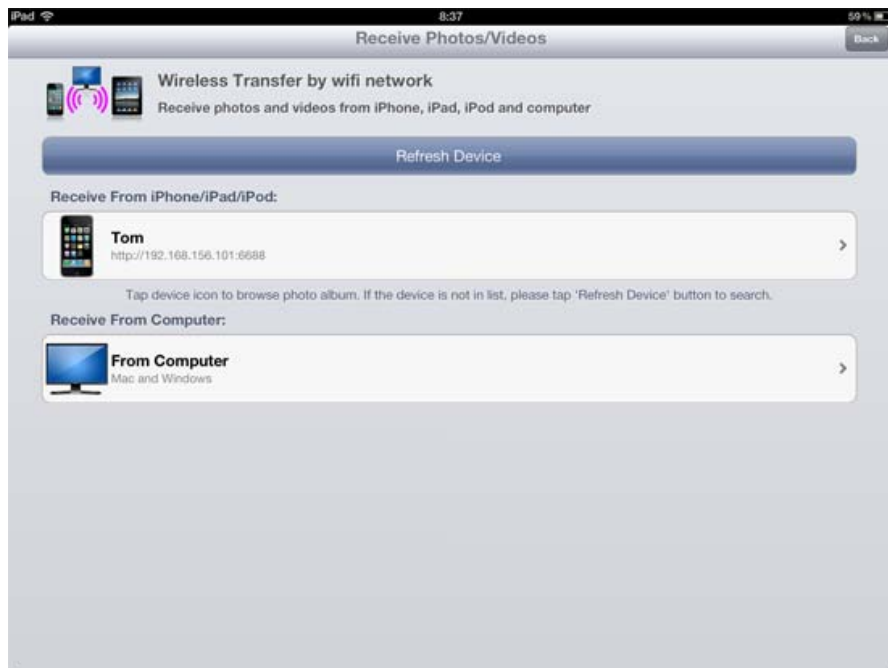 iPad 8:37 59%
Receive Photos/Videos Back
Wireless Transfer by wifi network
Receive photos and videos from iPhone, iPad, iPod and computer
Refresh Device
Receive From iPhone/iPad/iPod:
Tom
http://192.168.156.101:6688
Tap device icon to browse photo album. If the device is not in list, please tap 'Refresh Device' button to search.
Receive From Computer:
From Computer
Mac and Windows